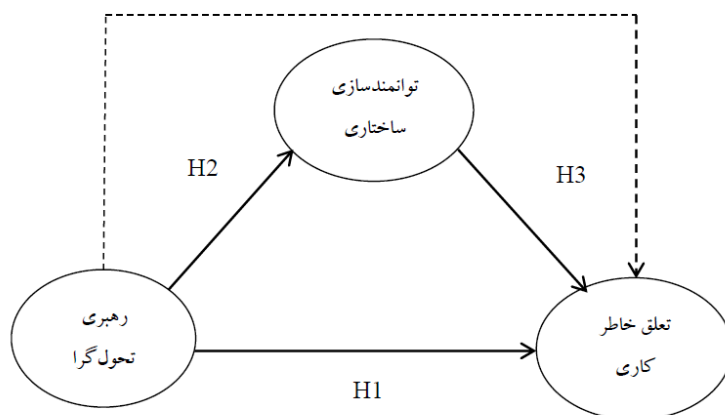 توانمندسازی
ساختاری
H2
H3
رهبری
تحول‌گرا
تعلق خاطر
کاری
H1